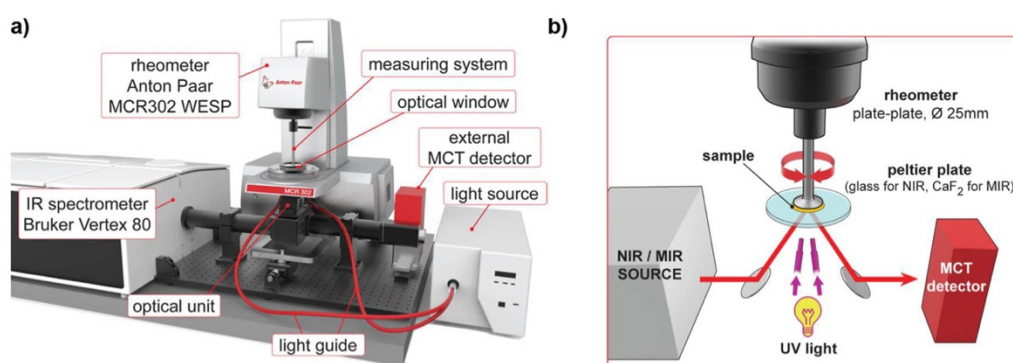 a)
rheometer
Anton Paar
MCR302 WESP
Anton Paar
measuring system
optical window
external
MCT detector
light source
MCR 302
IR spectrometer
Bruker Vertex 80
optical unit
light guide
b)
rheometer
plate-plate, Ø 25mm
sample
peltier plate
(glass for NIR, CaF₂ for MIR)
NIR / MIR
SOURCE
MCT
detector
UV light